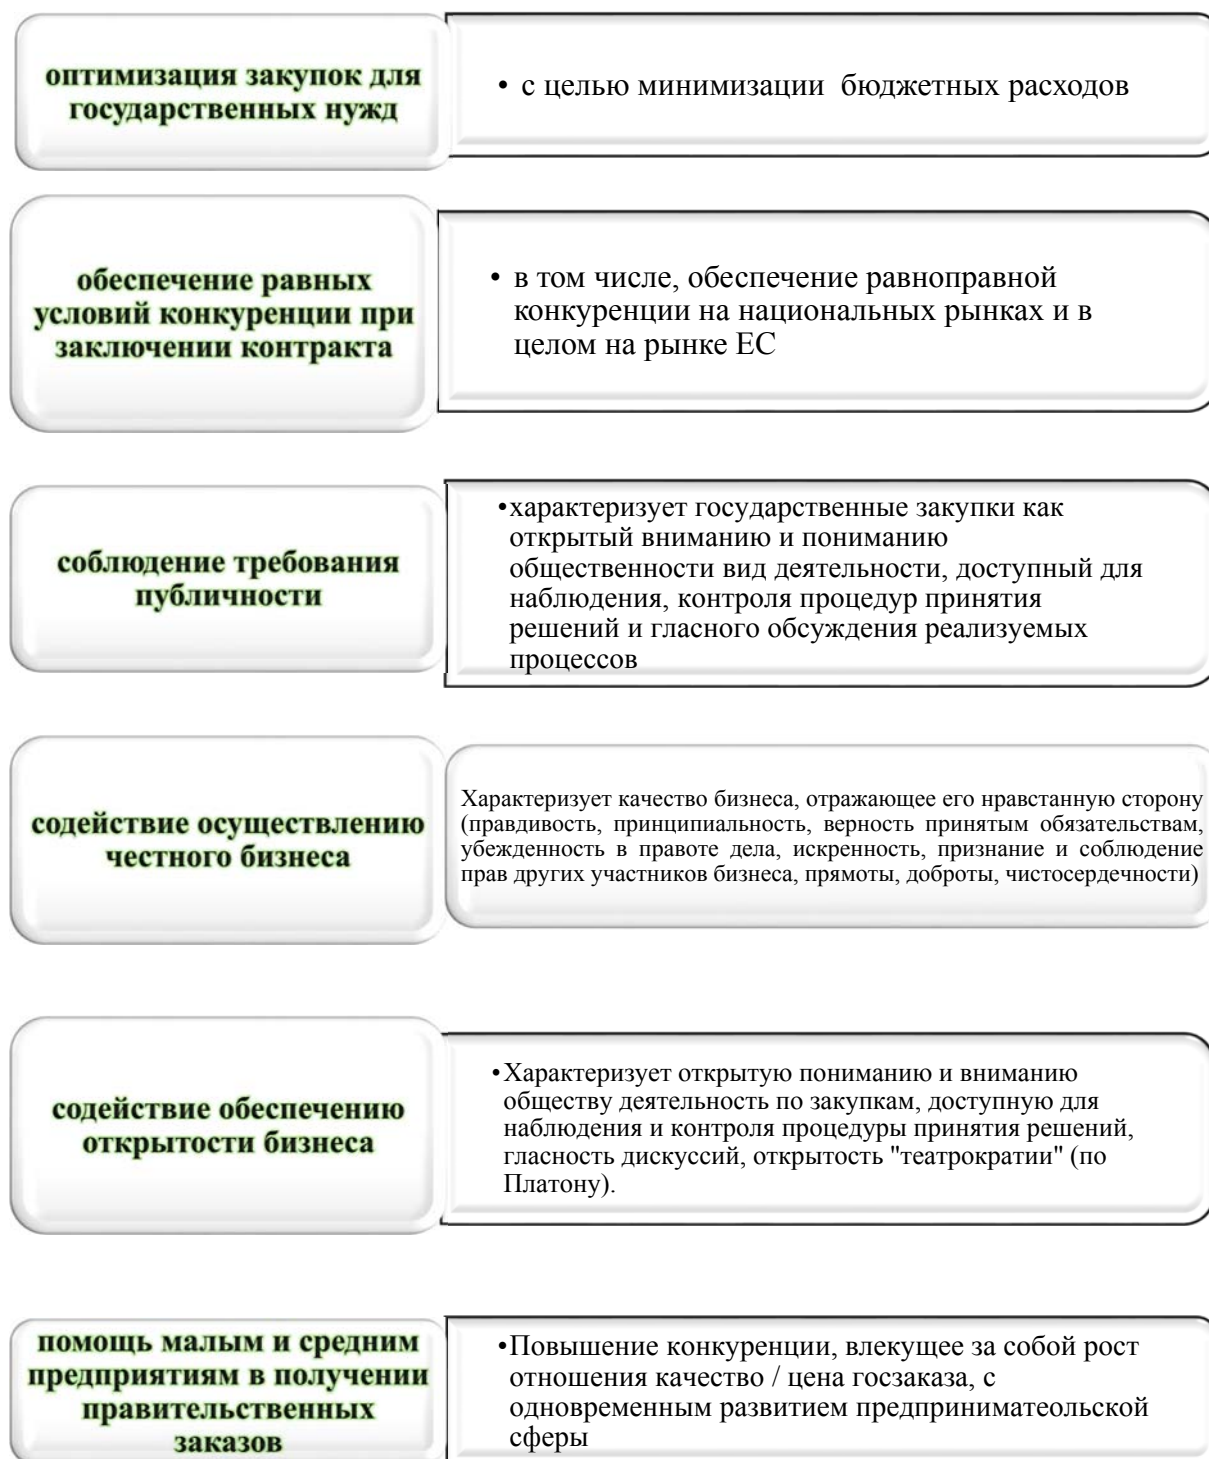 оптимизация закупок для
государственных нужд
• с целью минимизации бюджетных расходов
обеспечение равных
условий конкуренции при
заключении контракта
• в том числе, обеспечение равноправной
конкуренции на национальных рынках и в
целом на рынке ЕС
соблюдение требования
публичности
•характеризует государственные закупки как
открытый вниманию и пониманию
общественности вид деятельности, доступный для
наблюдения, контроля процедур принятия
решений и гласного обсуждения реализуемых
процессов
содействие осуществлению
честного бизнеса
Характеризует качество бизнеса, отражающее его нравстанную сторону
(правдивость, принципиальность, верность принятым обязательствам,
убежденность в правоте дела, искренность, признание и соблюдение
прав других участников бизнеса, прямоты, доброты, чистосердечности)
содействие обеспечению
открытости бизнеса
•Характеризует открытую пониманию и вниманию
обществу деятельность по закупкам, доступную для
наблюдения и контроля процедуры принятия решений,
гласность дискуссий, открытость "театрократии" (по
Платону).
помощь малым и средним
предприятиям в получении
правительственных
заказов
•Повышение конкуренции, влекущее за собой рост
отношения качество / цена госзаказа, с
одновременным развитием предприниматеольской
сферы